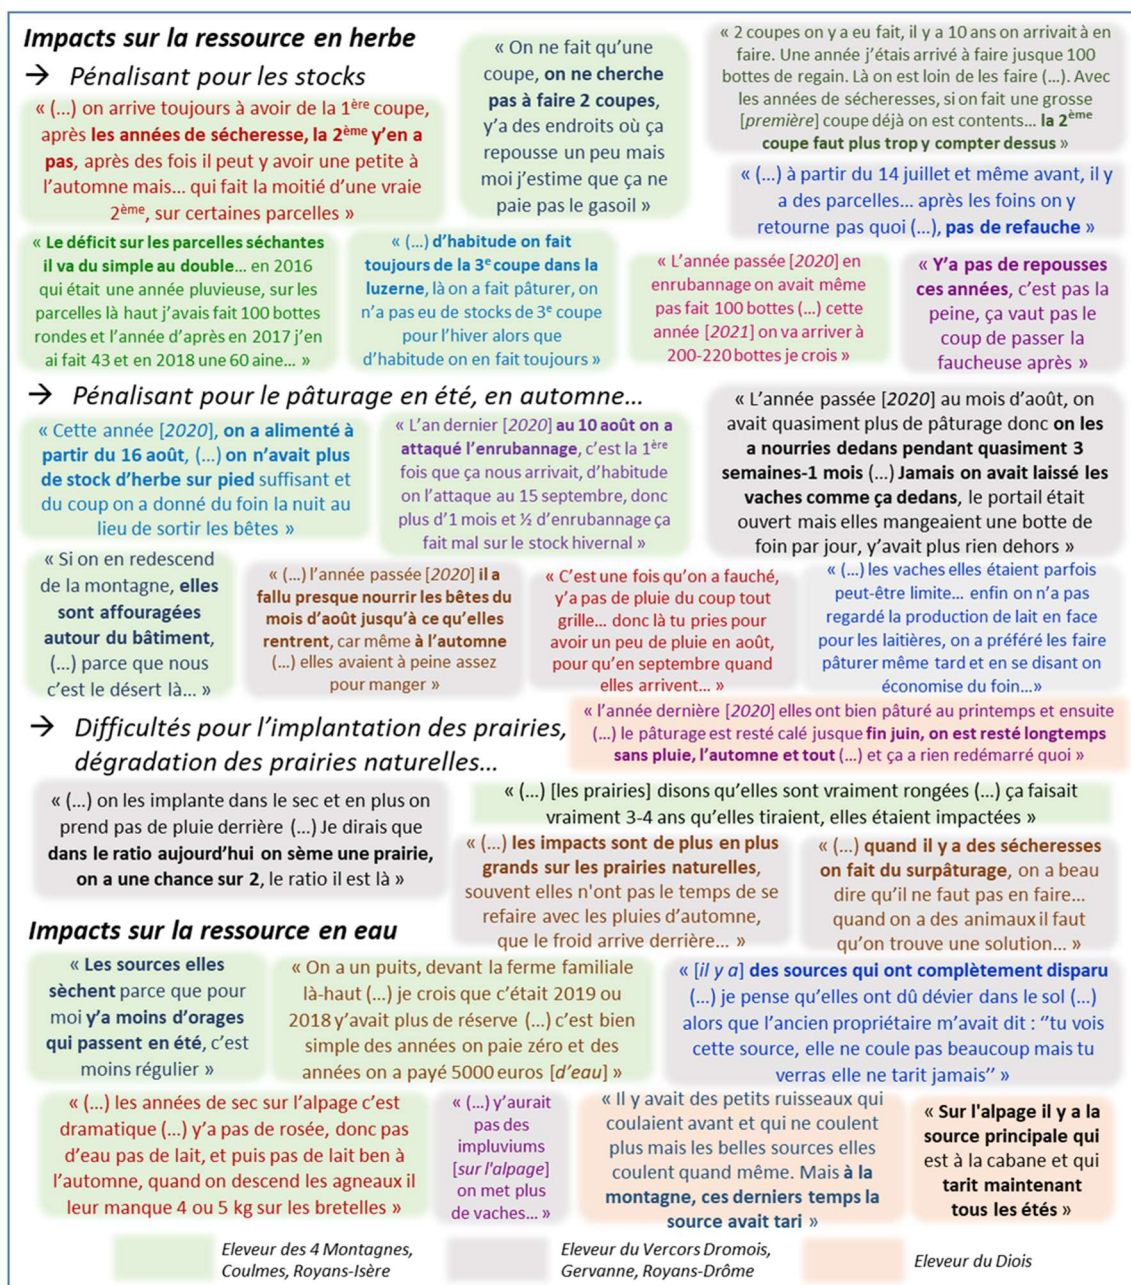 Impacts sur la ressource en herbe
→ Pénalisant pour les stocks
« (…) on arrive toujours à avoir de la 1ère coupe,
après les années de sécheresse, la 2ème y'en a
pas, après des fois il peut y avoir une petite à
l'automne mais… qui fait la moitié d'une vraie
2ème, sur certaines parcelles »
« On ne fait qu'une
coupe, on ne cherche
pas à faire 2 coupes,
y'a des endroits où ça
repousse un peu mais
moi j'estime que ça ne
paie pas le gasoil »
« 2 coupes on y a eu fait, il y a 10 ans on arrivait à en
faire. Une année j'étais arrivé à faire jusque 100
bottes de regain. Là on est loin de les faire (…). Avec
les années de sécheresses, si on fait une grosse
[première] coupe déjà on est contents… la 2ème
coupe faut plus trop y compter dessus »
« (…) à partir du 14 juillet et même avant, il y
a des parcelles… après les foins on y
retourne pas quoi (…), pas de refauche »
« Le déficit sur les parcelles séchantes
il va du simple au double… en 2016
qui était une année pluvieuse, sur les
parcelles là haut j'avais fait 100 bottes
rondes et l'année d'après en 2017 j'en
ai fait 43 et en 2018 une 60 aine… »
« (…) d'habitude on fait
toujours de la 3e coupe dans la
luzerne, là on a fait pâturer, on
n'a pas eu de stocks de 3e coupe
pour l'hiver alors que
d'habitude on en fait toujours »
« L'année passée [2020] en
enrubannage on avait même
pas fait 100 bottes (…) cette
année [2021] on va arriver à
200-220 bottes je crois »
« Y'a pas de repousses
ces années, c'est pas la
peine, ça vaut pas le
coup de passer la
faucheuse après »
→ Pénalisant pour le pâturage en été, en automne…
« Cette année [2020], on a alimenté à
partir du 16 août, (…) on n'avait plus
de stock d'herbe sur pied suffisant et
du coup on a donné du foin la nuit au
lieu de sortir les bêtes »
« L'an dernier [2020] au 10 août on a
attaqué l'enrubannage, c'est la 1ère
fois que ça nous arrivait, d'habitude
on l'attaque au 15 septembre, donc
plus d'1 mois et ½ d'enrubannage ça
fait mal sur le stock hivernal »
« L'année passée [2020] au mois d'août, on
avait quasiment plus de pâturage donc on les
a nourries dedans pendant quasiment 3
semaines-1 mois (…) Jamais on avait laissé les
vaches comme ça dedans, le portail était
ouvert mais elles mangeaient une botte de
foin par jour, y'avait plus rien dehors »
« Si on en redescend
de la montagne, elles
sont affouragées
autour du bâtiment,
(…) parce que nous
c'est le désert là… »
« (…) l'année passée [2020] il a
fallu presque nourrir les bêtes du
mois d'août jusqu'à ce qu'elles
rentrent, car même à l'automne
(…) elles avaient à peine assez
pour manger »
« C'est une fois qu'on a fauché,
y'a pas de pluie du coup tout
grille… donc là tu pries pour
avoir un peu de pluie en août,
pour qu'en septembre quand
elles arrivent… »
« (…) les vaches elles étaient parfois
peut-être limite… enfin on n'a pas
regardé la production de lait en face
pour les laitières, on a préféré les faire
pâturer même tard et en se disant on
économise du foin…»
→ Difficultés pour l'implantation des prairies,
dégradation des prairies naturelles…
« l'année dernière [2020] elles ont bien pâturé au printemps et ensuite
(…) le pâturage est resté calé jusque fin juin, on est resté longtemps
sans pluie, l'automne et tout (…) et ça a rien redémarré quoi »
« (…) on les implante dans le sec et en plus on
prend pas de pluie derrière (…) Je dirais que
dans le ratio aujourd'hui on sème une prairie,
on a une chance sur 2, le ratio il est là »
« (…) [les prairies] disons qu'elles sont vraiment rongées (…) ça faisait
vraiment 3-4 ans qu'elles tiraient, elles étaient impactées »
« (…) les impacts sont de plus en plus
grands sur les prairies naturelles,
souvent elles n'ont pas le temps de se
refaire avec les pluies d'automne,
que le froid arrive derrière… »
« (…) quand il y a des sécheresses
on fait du surpâturage, on a beau
dire qu'il ne faut pas en faire…
quand on a des animaux il faut
qu'on trouve une solution… »
Impacts sur la ressource en eau
« Les sources elles
sèchent parce que pour
moi y'a moins d'orages
qui passent en été, c'est
moins régulier »
« On a un puits, devant la ferme familiale
là-haut (…) je crois que c'était 2019 ou
2018 y'avait plus de réserve (…) c'est bien
simple des années on paie zéro et des
années on a payé 5000 euros [d'eau] »
« [il y a] des sources qui ont complètement disparu
(…) je pense qu'elles ont dû dévier dans le sol (…)
alors que l'ancien propriétaire m'avait dit : ‘‘tu vois
cette source, elle ne coule pas beaucoup mais tu
verras elle ne tarit jamais’’ »
« (…) les années de sec sur l'alpage c'est
dramatique (…) y'a pas de rosée, donc pas
d'eau pas de lait, et puis pas de lait ben à
l'automne, quand on descend les agneaux il
leur manque 4 ou 5 kg sur les bretelles »
« (…) y'aurait
pas des
impluviums
[sur l'alpage]
on met plus
de vaches… »
« Il y avait des petits ruisseaux qui
coulaient avant et qui ne coulent
plus mais les belles sources elles
coulent quand même. Mais à la
montagne, ces derniers temps la
source avait tari »
« Sur l'alpage il y a la
source principale qui
est à la cabane et qui
tarit maintenant
tous les étés »
Eleveur des 4 Montagnes,
Coulmes, Royans-Isère
Eleveur du Vercors Dromois,
Gervanne, Royans-Drôme
Eleveur du Diois